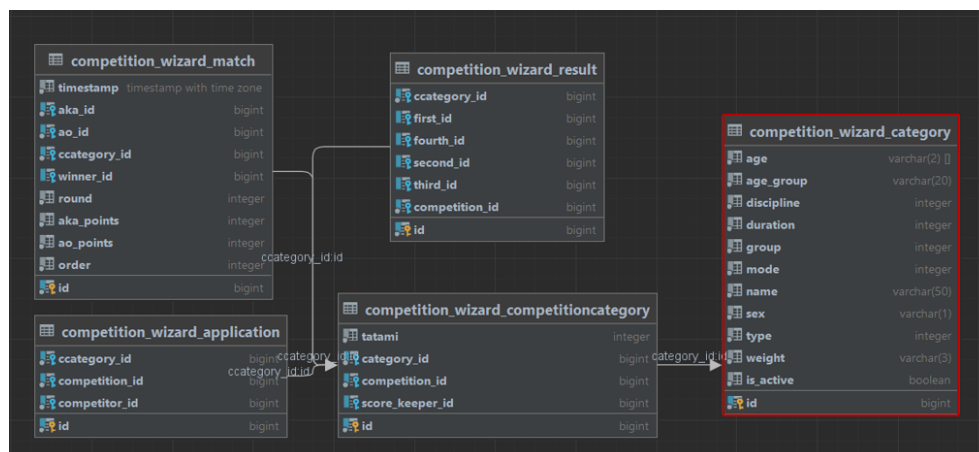 competition_wizard_match
timestamp timestamp with time zone
aka_id bigint
ao_id bigint
ccategory_id bigint
winner_id bigint
round integer
aka_points integer
ao_points integer
order integer
id bigint
competition_wizard_result
ccategory_id bigint
first_id bigint
fourth_id bigint
second_id bigint
third_id bigint
competition_id bigint
id bigint
competition_wizard_category
age varchar(2) []
age_group varchar(20)
discipline integer
duration integer
group integer
mode integer
name varchar(50)
sex varchar(1)
type integer
weight varchar(3)
is_active boolean
id bigint
ccategory_id:id
competition_wizard_application
ccategory_id bigint
competition_id bigint
competitor_id bigint
id bigint
ccategory_id:id
ccategory_id:id
competition_wizard_competitioncategory
tatami integer
category_id bigint
competition_id bigint
score_keeper_id bigint
id bigint
category_id:id